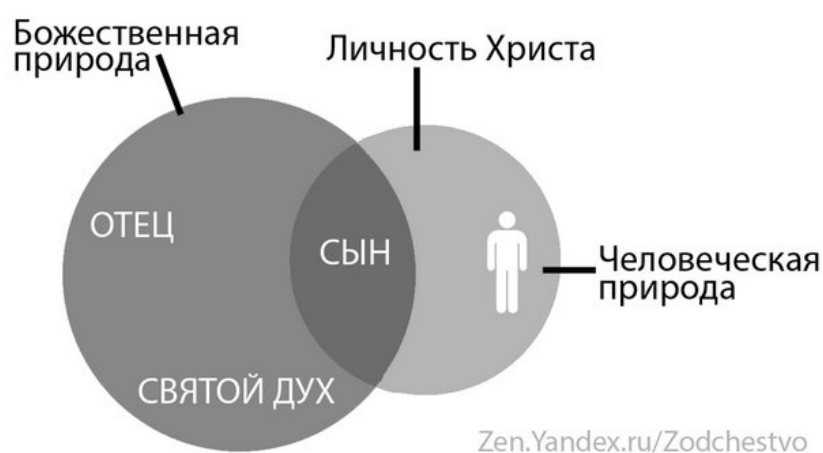 Божественная
природа
Личность Христа
ОТЕЦ
СЫН
Человеческая
природа
СВЯТОЙ ДУХ
Zen.Yandex.ru/Zodchestvo